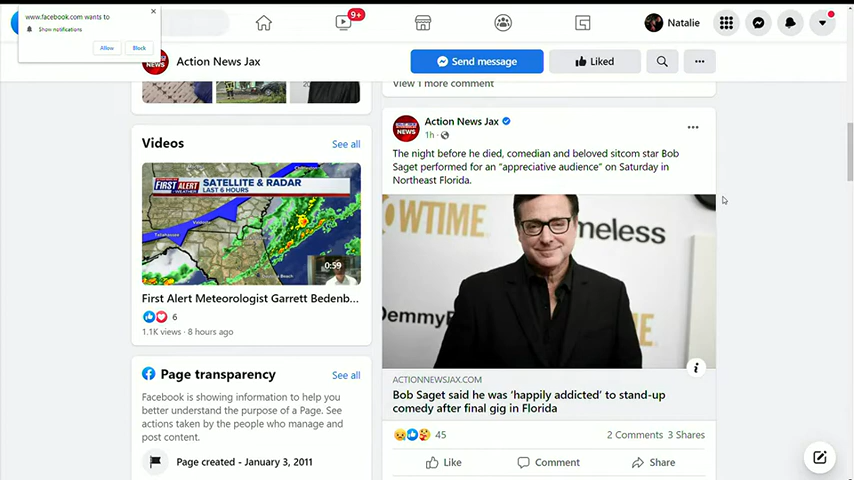 www.facebook.com wants to
Show notifications
Allow
Block
9+
Natalie
Action News Jax
Send message
Liked
View 1 more comment
Videos
See all
FIRST ALERT
WEATHER
SATELLITE & RADAR
LAST 6 HOURS
0:59
First Alert Meteorologist Garrett Bedenb...
6
1.1K views · 8 hours ago
Page transparency
See all
Facebook is showing information to help you
better understand the purpose of a Page. See
actions taken by the people who manage and
post content.
Page created - January 3, 2011
Action News Jax
1h ·
The night before he died, comedian and beloved sitcom star Bob
Saget performed for an “appreciative audience” on Saturday in
Northeast Florida.
OWTIME
meless
Demmy
ACTIONNEWSJAX.COM
Bob Saget said he was ‘happily addicted’ to stand-up
comedy after final gig in Florida
45
2 Comments 3 Shares
Like
Comment
Share